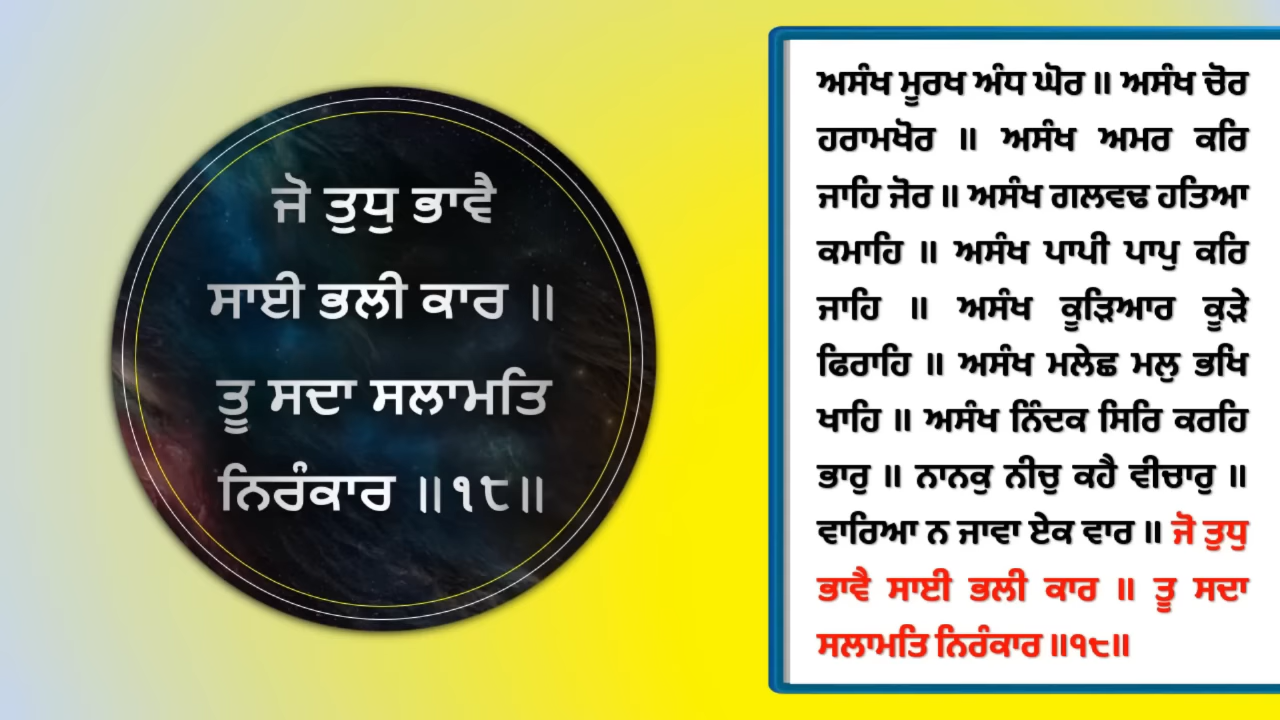 ਜੋ ਤੁਧੁ ਭਾਵੈ
ਸਾਈ ਭਲੀ ਕਾਰ ॥
ਤੂ ਸਦਾ ਸਲਾਮਤਿ
ਨਿਰੰਕਾਰ ॥੧੮॥
ਅਸੰਖ ਮੂਰਖ ਅੰਧ ਘੋਰ ॥ ਅਸੰਖ ਚੋਰ
ਹਰਾਮਖੋਰ ॥ ਅਸੰਖ ਅਮਰ ਕਰਿ
ਜਾਹਿ ਜੋਰ ॥ ਅਸੰਖ ਗਲਵਢ ਹਤਿਆ
ਕਮਾਹਿ ॥ ਅਸੰਖ ਪਾਪੀ ਪਾਪੁ ਕਰਿ
ਜਾਹਿ ॥ ਅਸੰਖ ਕੂੜਿਆਰ ਕੂੜੇ
ਫਿਰਾਹਿ ॥ ਅਸੰਖ ਮਲੇਛ ਮਲੁ ਭਖਿ
ਖਾਹਿ ॥ ਅਸੰਖ ਨਿੰਦਕ ਸਿਰਿ ਕਰਹਿ
ਭਾਰੁ ॥ ਨਾਨਕੁ ਨੀਚੁ ਕਹੈ ਵੀਚਾਰੁ ॥
ਵਾਰਿਆ ਨ ਜਾਵਾ ਏਕ ਵਾਰ ॥ ਜੋ ਤੁਧੁ
ਭਾਵੈ ਸਾਈ ਭਲੀ ਕਾਰ ॥ ਤੂ ਸਦਾ
ਸਲਾਮਤਿ ਨਿਰੰਕਾਰ ॥੧੮॥